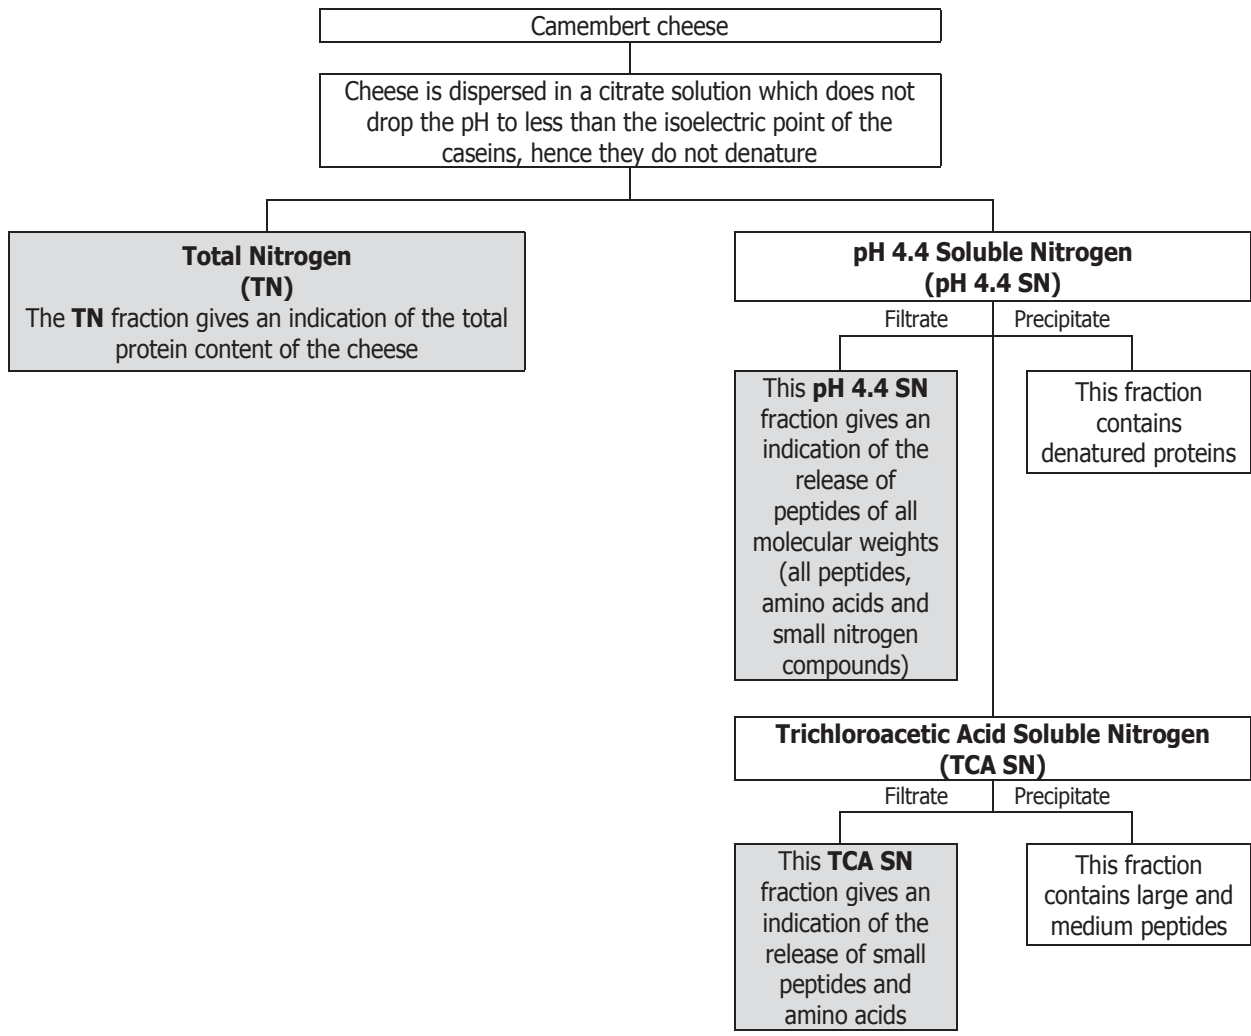 Camembert cheese
Cheese is dispersed in a citrate solution which does not
drop the pH to less than the isoelectric point of the
caseins, hence they do not denature
Total Nitrogen
(TN)
The TN fraction gives an indication of the total
protein content of the cheese
pH 4.4 Soluble Nitrogen
(pH 4.4 SN)
Filtrate
Precipitate
This pH 4.4 SN
fraction gives an
indication of the
release of
peptides of all
molecular weights
(all peptides,
amino acids and
small nitrogen
compounds)
This fraction
contains
denatured proteins
Trichloroacetic Acid Soluble Nitrogen
(TCA SN)
Filtrate
Precipitate
This TCA SN
fraction gives an
indication of the
release of small
peptides and
amino acids
This fraction
contains large and
medium peptides